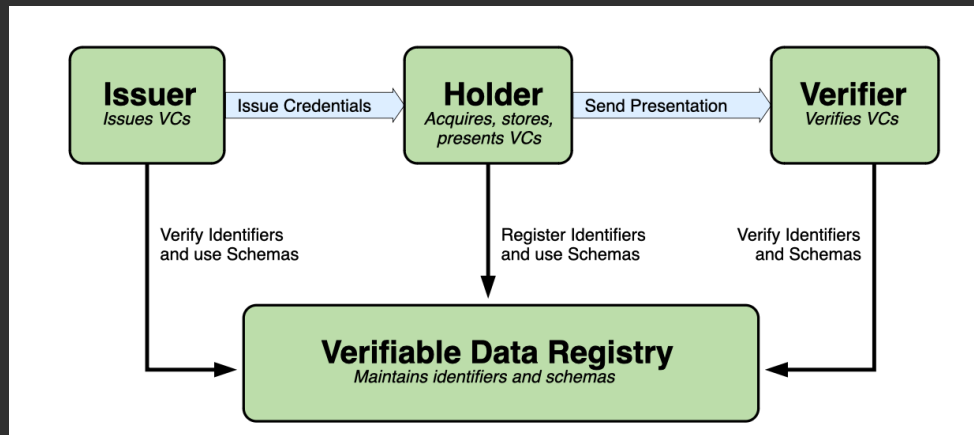 Issuer
Issues VCs
Issue Credentials
Holder
Acquires, stores,
presents VCs
Send Presentation
Verifier
Verifies VCs
Verify Identifiers
and use Schemas
Register Identifiers
and use Schemas
Verify Identifiers
and Schemas
Verifiable Data Registry
Maintains identifiers and schemas